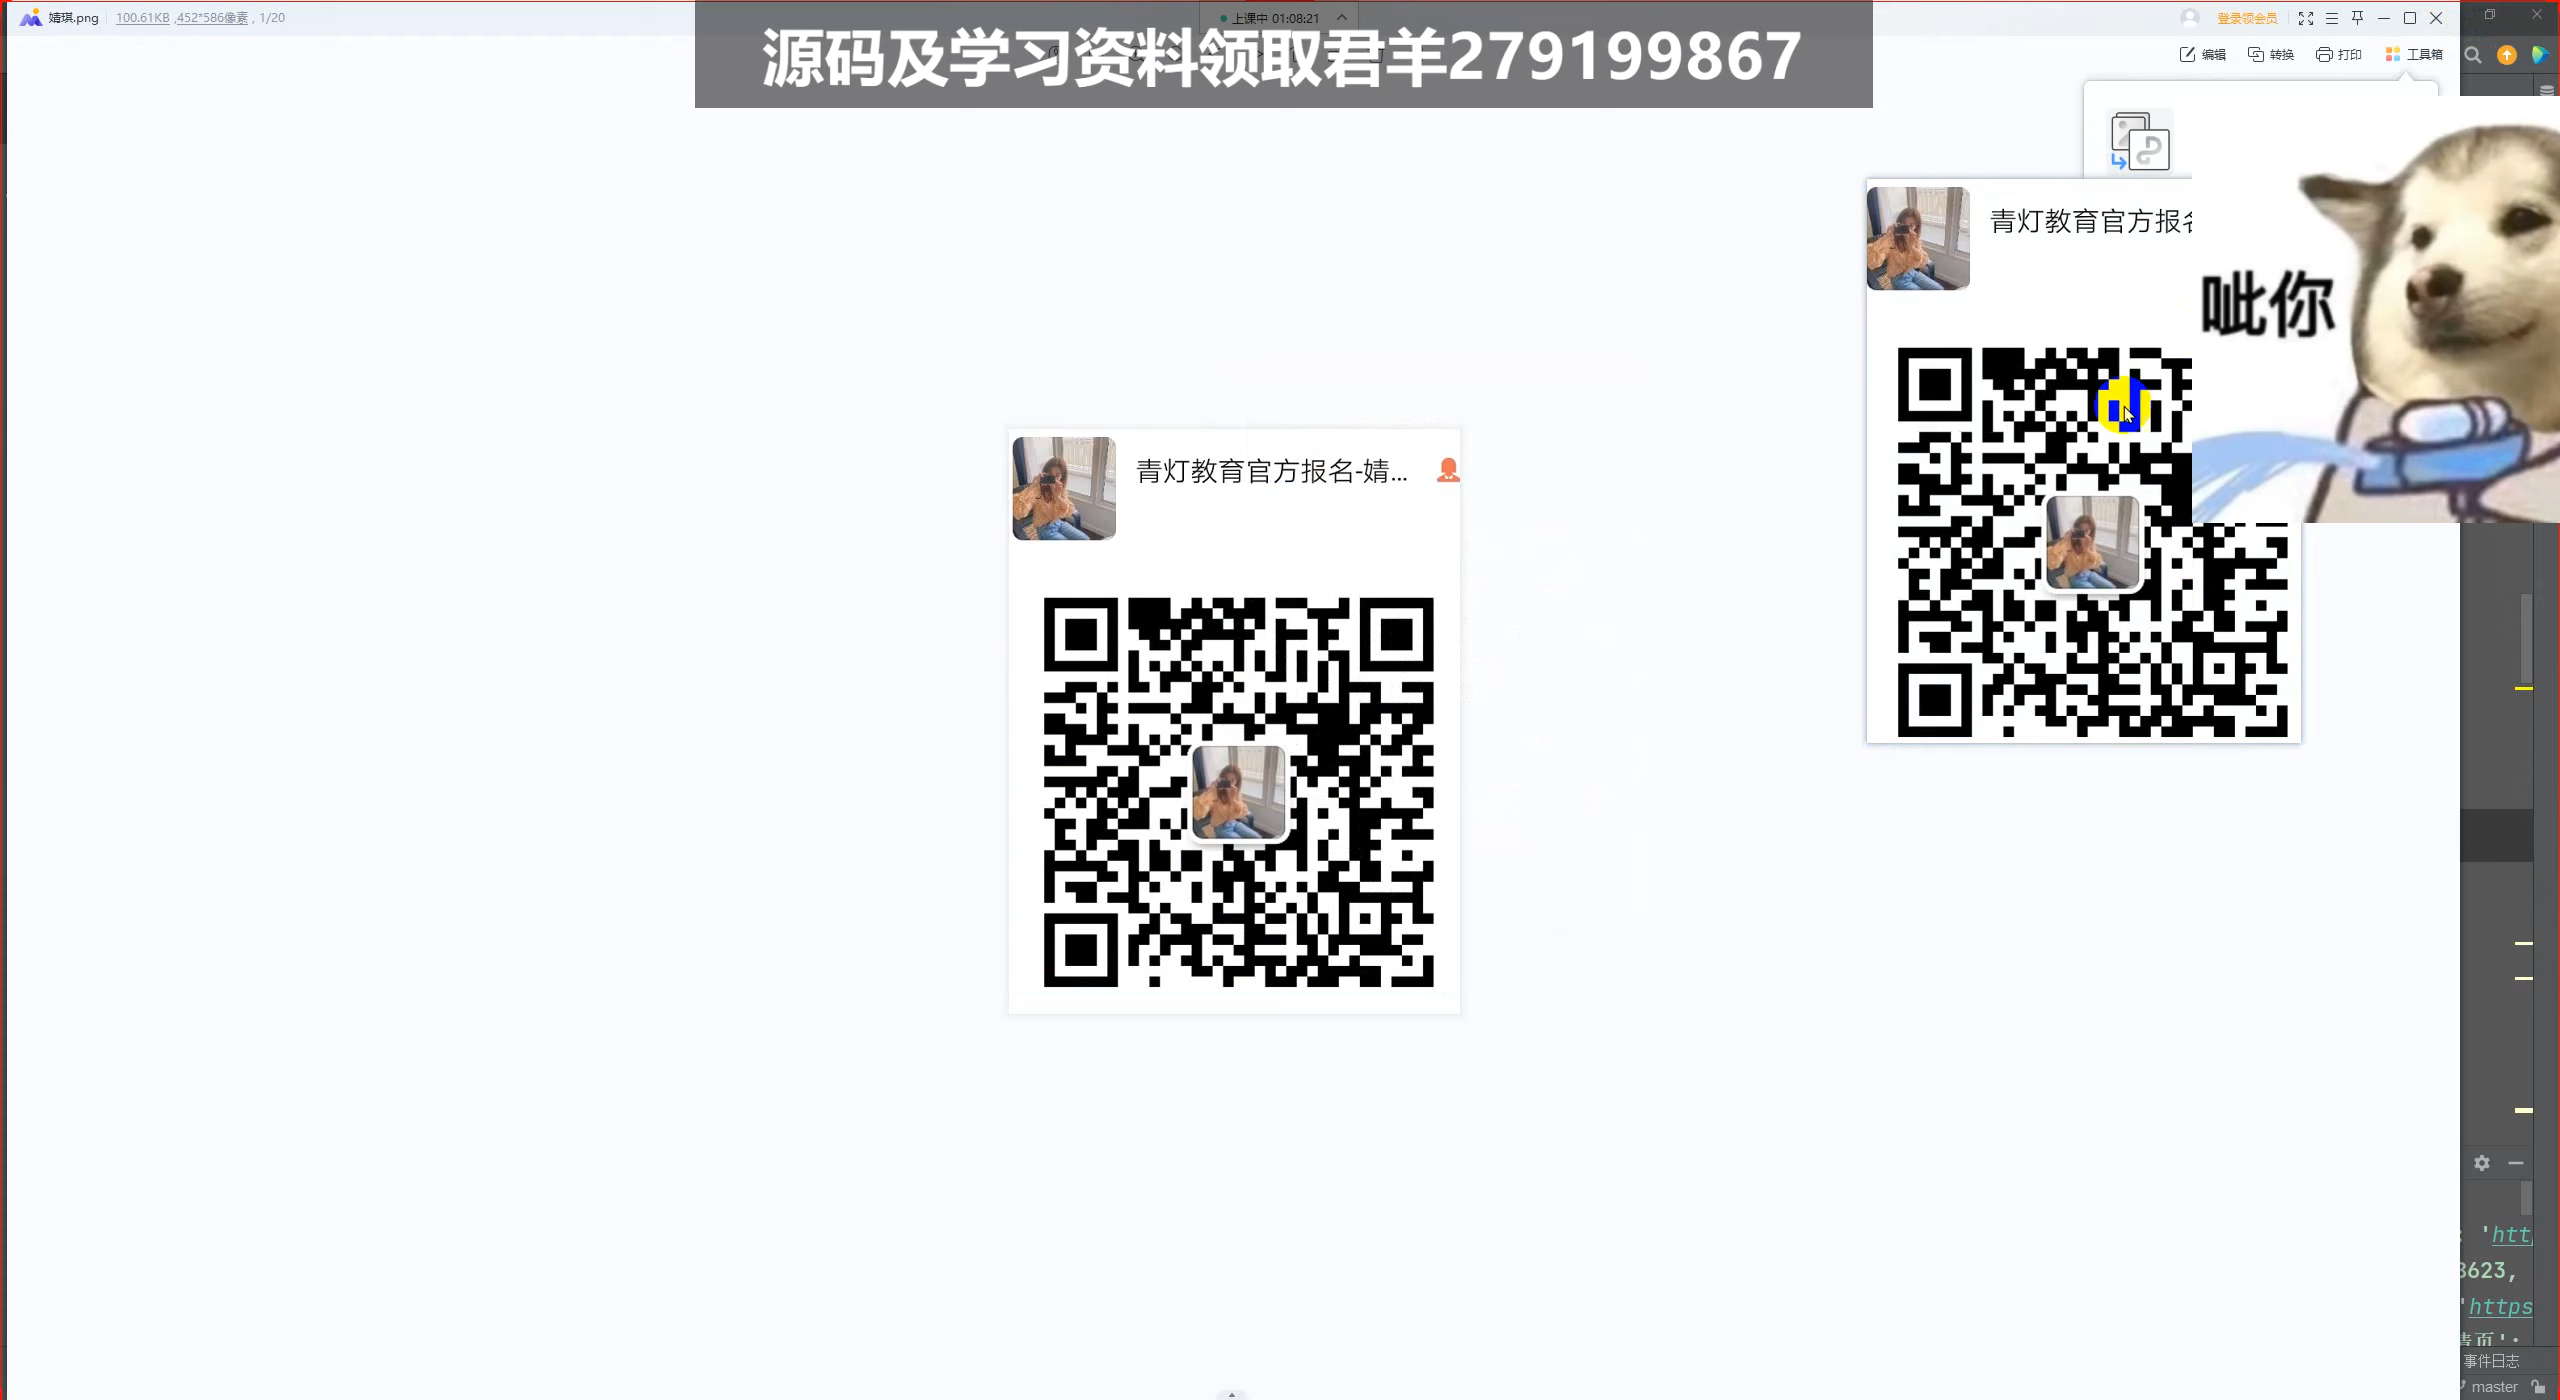 婧琪.png 100.61KB ,452*586像素 , 1/20
上课中 01:08:21
登录领会员
源码及学习资料领取君羊279199867
编辑 转换 打印 工具箱
青灯教育官方报名
呲你
青灯教育官方报名-婧...
'htt
3623,
'https
情页':
事件日志
master